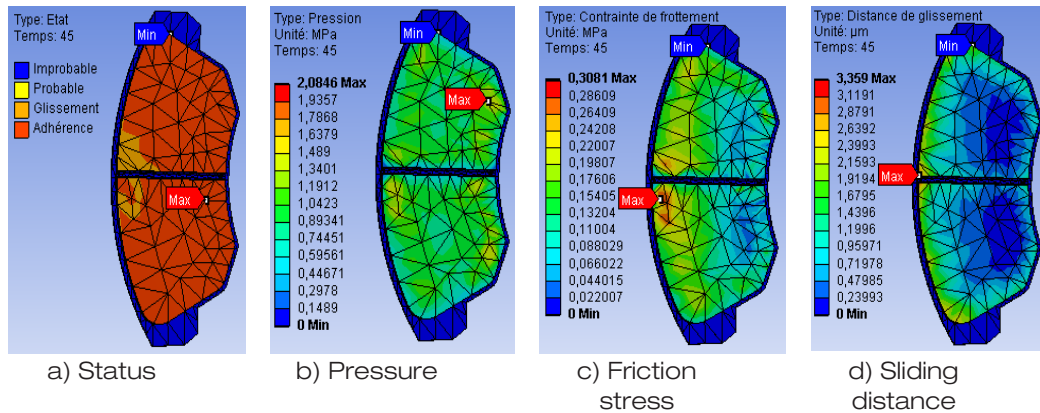 Type: Etat
Temps: 45
Min
Improbable
Probable
Glissement
Adhérence
Max
a) Status
Type: Pression
Unité: MPa
Temps: 45
Min
2,0846 Max
1,9357
1,7868
1,6379
1,489
1,3401
1,1912
1,0423
0,89341
0,74451
0,59561
0,44671
0,2978
0,1489
0 Min
Max
b) Pressure
Type: Contrainte de frottement
Unité: MPa
Temps: 45
Min
0,3081 Max
0,28609
0,26409
0,24208
0,22007
0,19807
0,17606
0,15405
0,13204
0,11004
0,088029
0,066022
0,044015
0,022007
0 Min
Max
c) Friction
stress
Type: Distance de glissement
Unité: µm
Temps: 45
Min
3,359 Max
3,1191
2,8791
2,6392
2,3993
2,1593
1,9194
1,6795
1,4396
1,1996
0,95971
0,71978
0,47985
0,23993
0 Min
Max
d) Sliding
distance